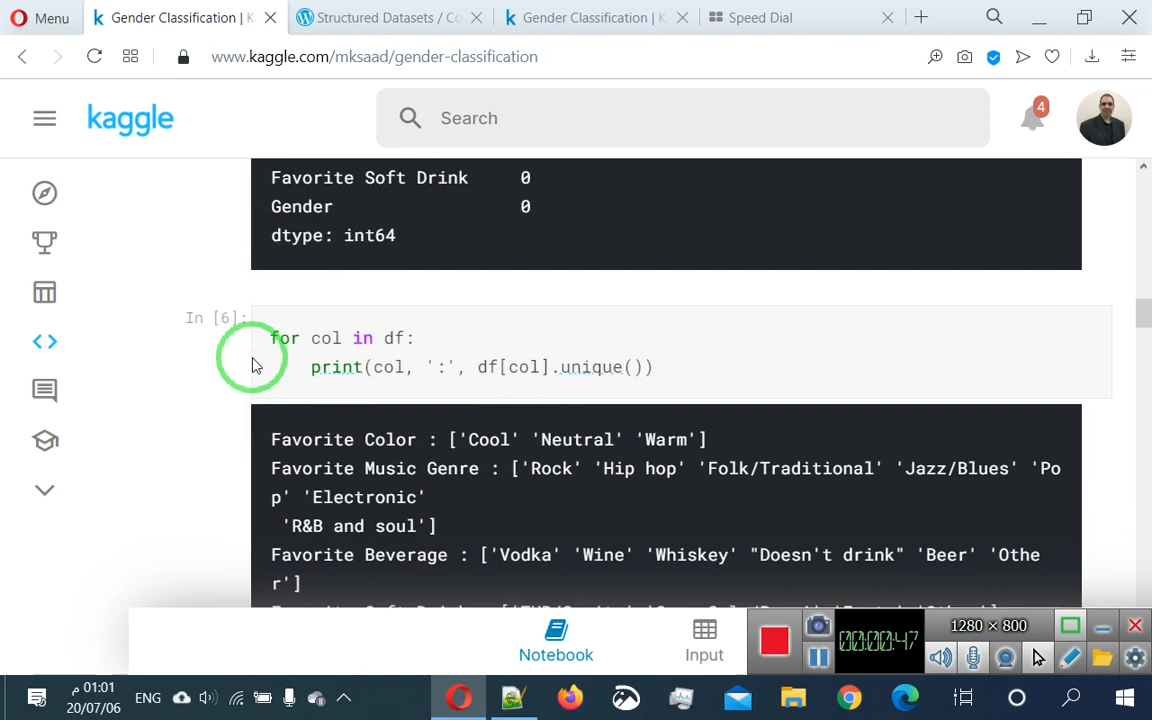 Menu
Gender Classification | K
Structured Datasets / Co
Gender Classification | K
Speed Dial
www.kaggle.com/mksaad/gender-classification
kaggle
Search
4
Favorite Soft Drink 0
Gender 0
dtype: int64
In [6]:
for col in df:
print(col, ':', df[col].unique())
Favorite Color : ['Cool' 'Neutral' 'Warm']
Favorite Music Genre : ['Rock' 'Hip hop' 'Folk/Traditional' 'Jazz/Blues' 'Po
p' 'Electronic'
'R&B and soul']
Favorite Beverage : ['Vodka' 'Wine' 'Whiskey' "Doesn't drink" 'Beer' 'Othe
r']
Notebook
Input
1280 × 800
ENG
01:01 م
20/07/06